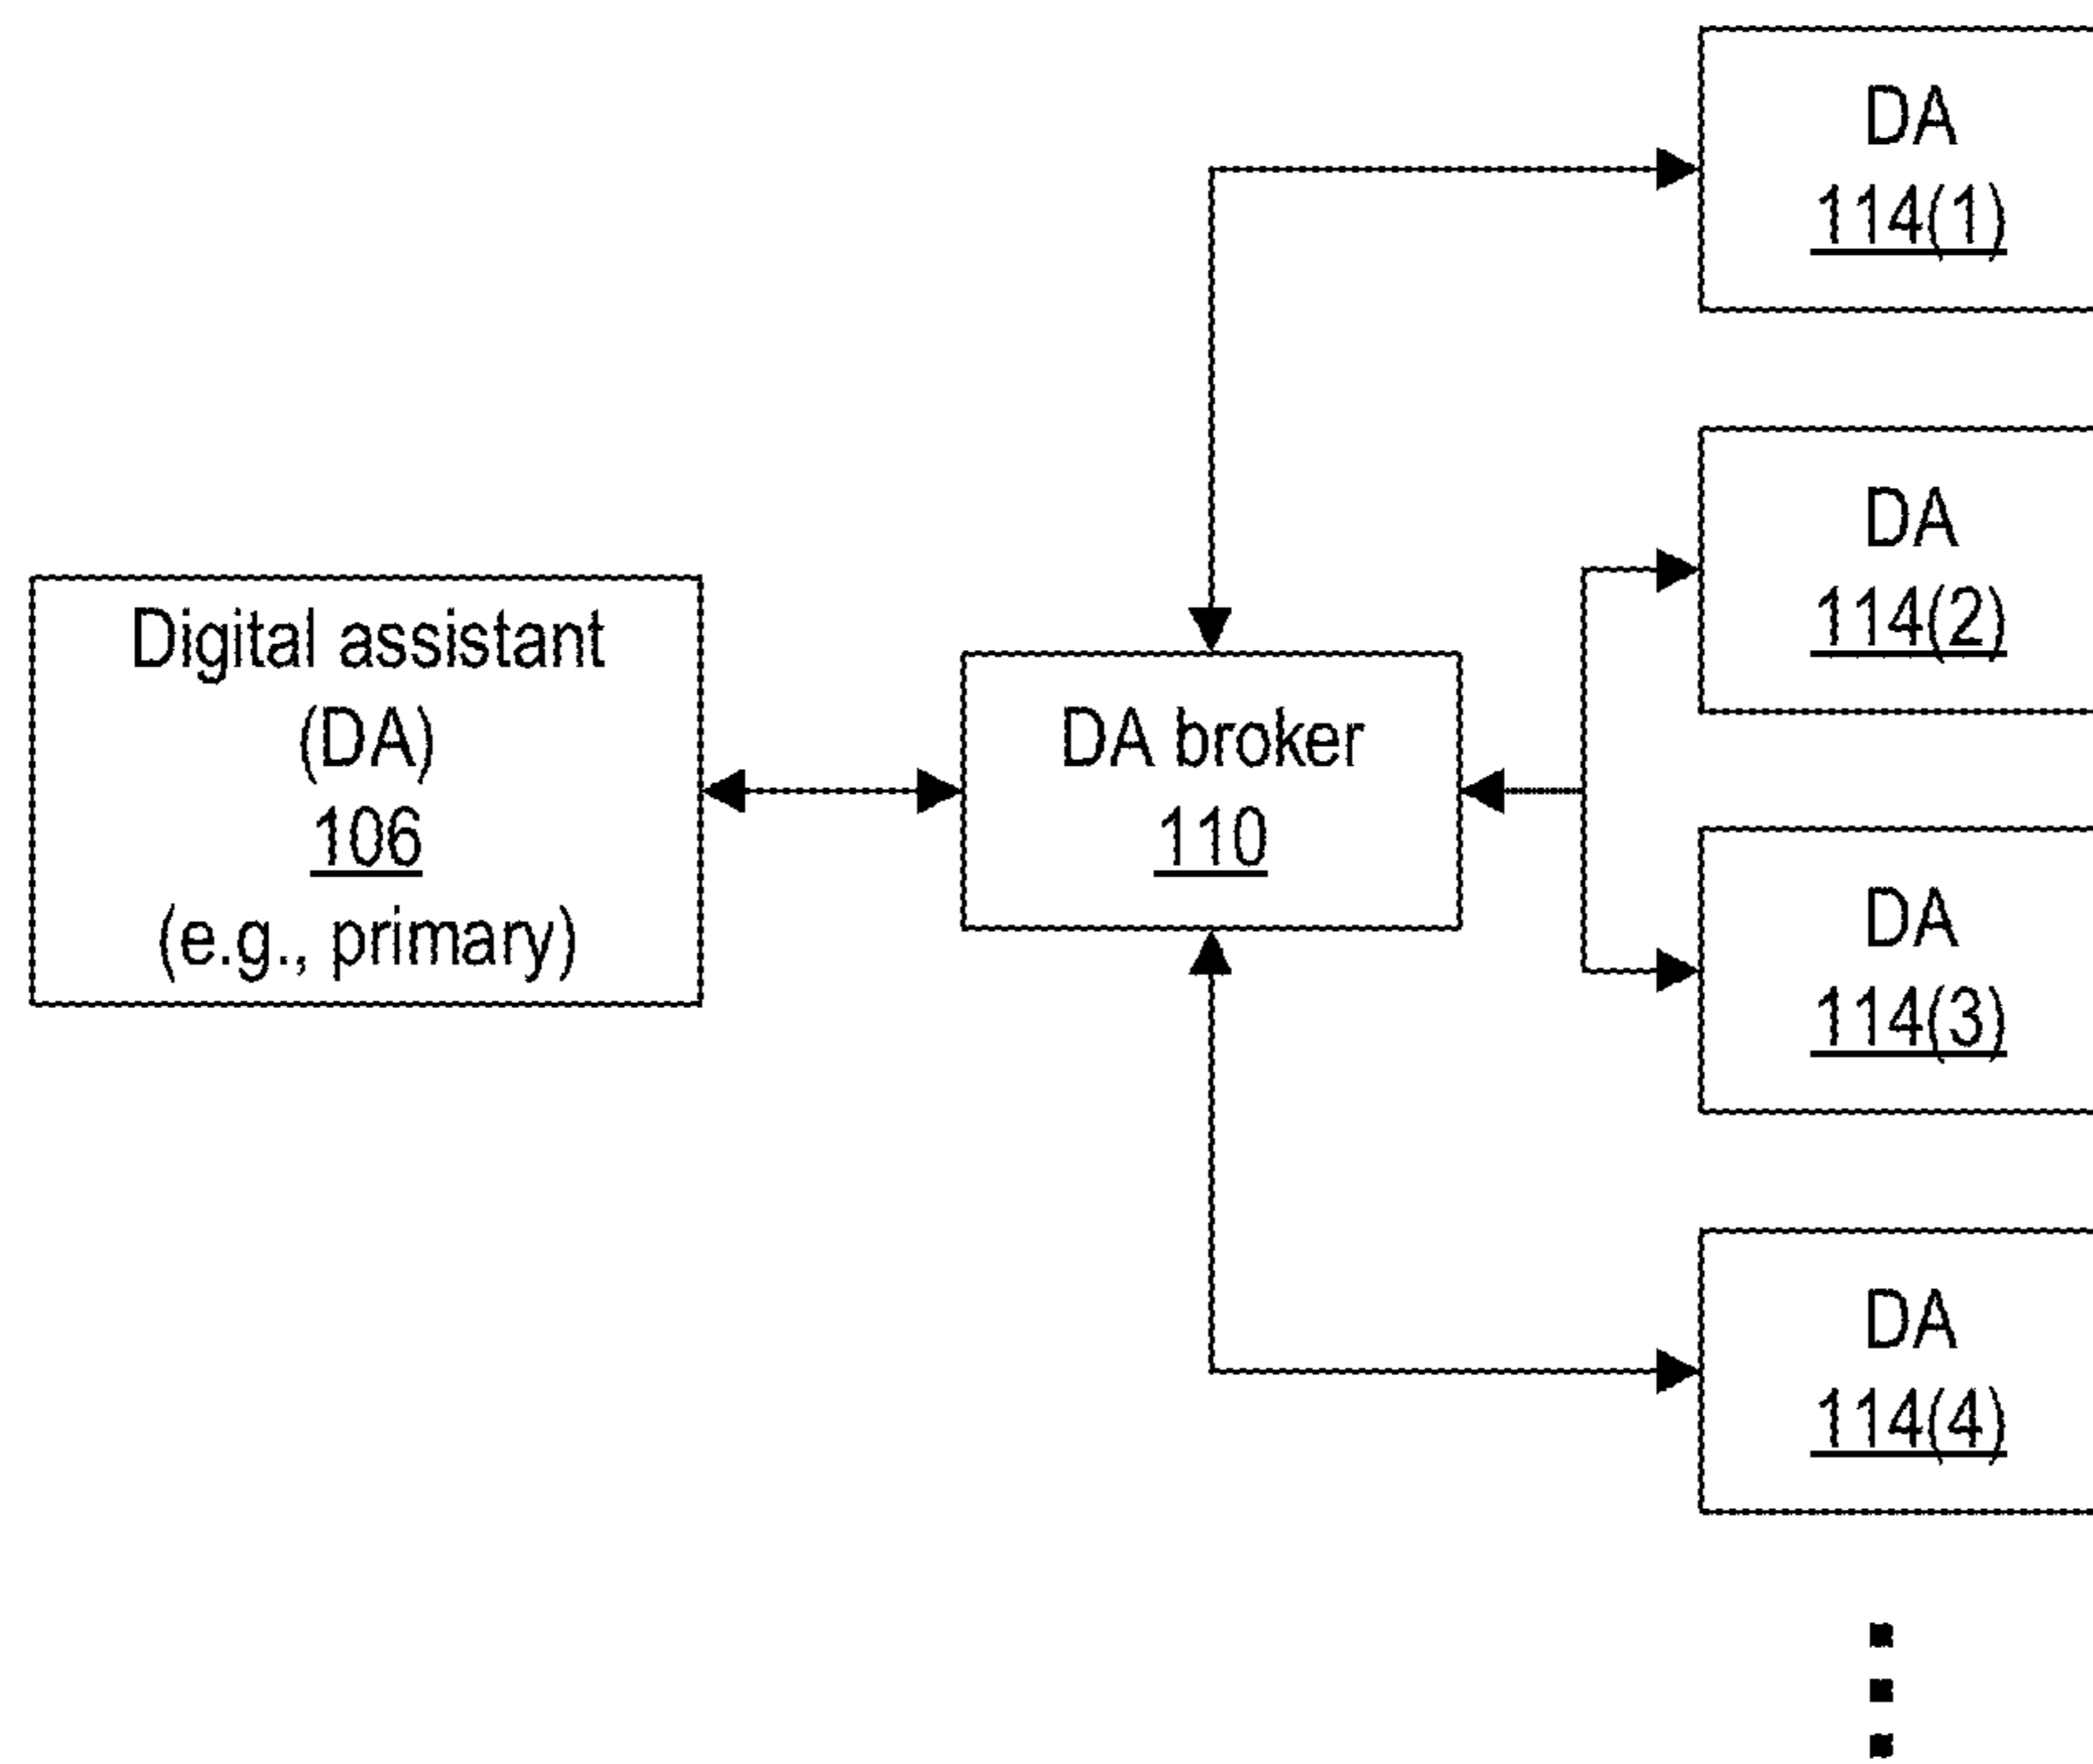 DA
114(1)
DA
114(2)
Digital assistant
(DA)
106
(e.g., primary)
DA broker
110
DA
114(3)
DA
114(4)